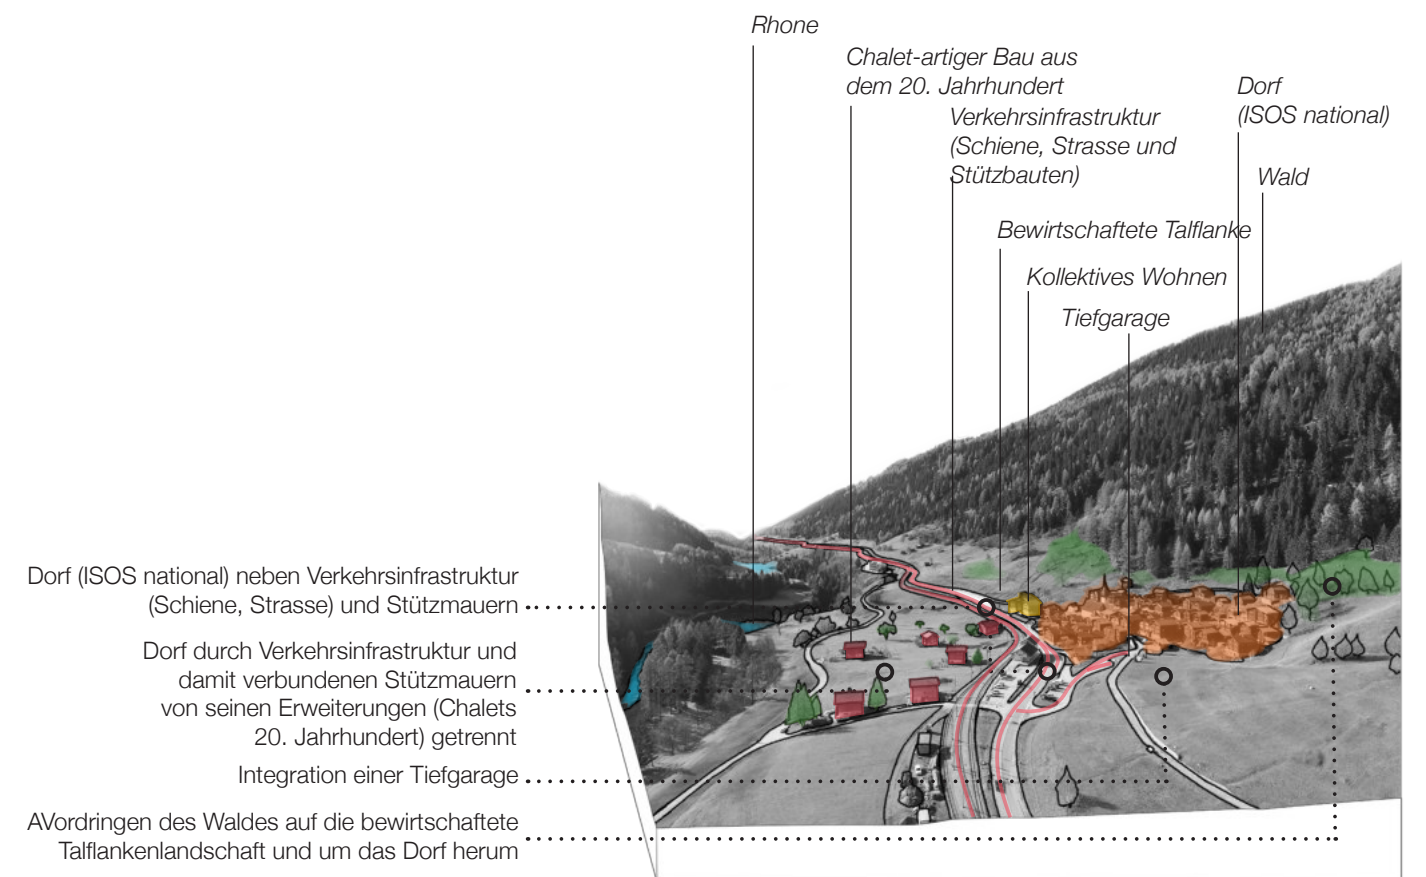 Rhone
Chalet-artiger Bau aus
dem 20. Jahrhundert
Verkehrsinfrastruktur
(Schiene, Strasse und
Stützbauten)
Dorf
(ISOS national)
Wald
Bewirtschaftete Talflanke
Kollektives Wohnen
Tiefgarage
Dorf (ISOS national) neben Verkehrsinfrastruktur
(Schiene, Strasse) und Stützmauern
Dorf durch Verkehrsinfrastruktur und
damit verbundenen Stützmauern
von seinen Erweiterungen (Chalets
20. Jahrhundert) getrennt
Integration einer Tiefgarage
AVordringen des Waldes auf die bewirtschaftete
Talflankenlandschaft und um das Dorf herum